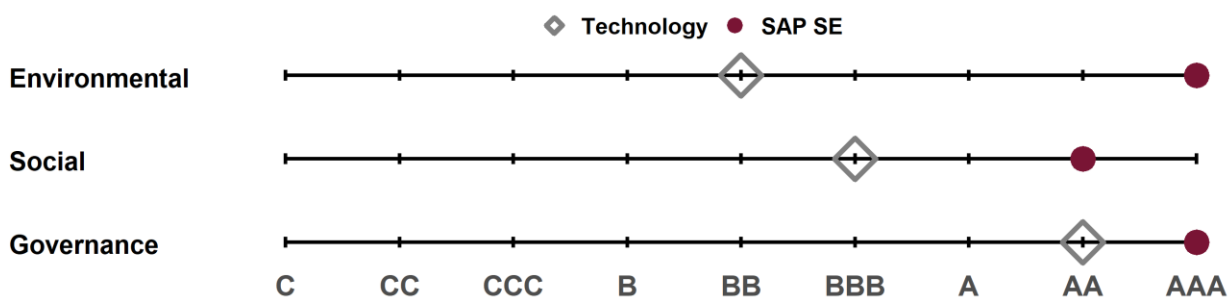 Technology SAP SE
Environmental
Social
Governance
C CC CCC B BB BBB A AA AAA